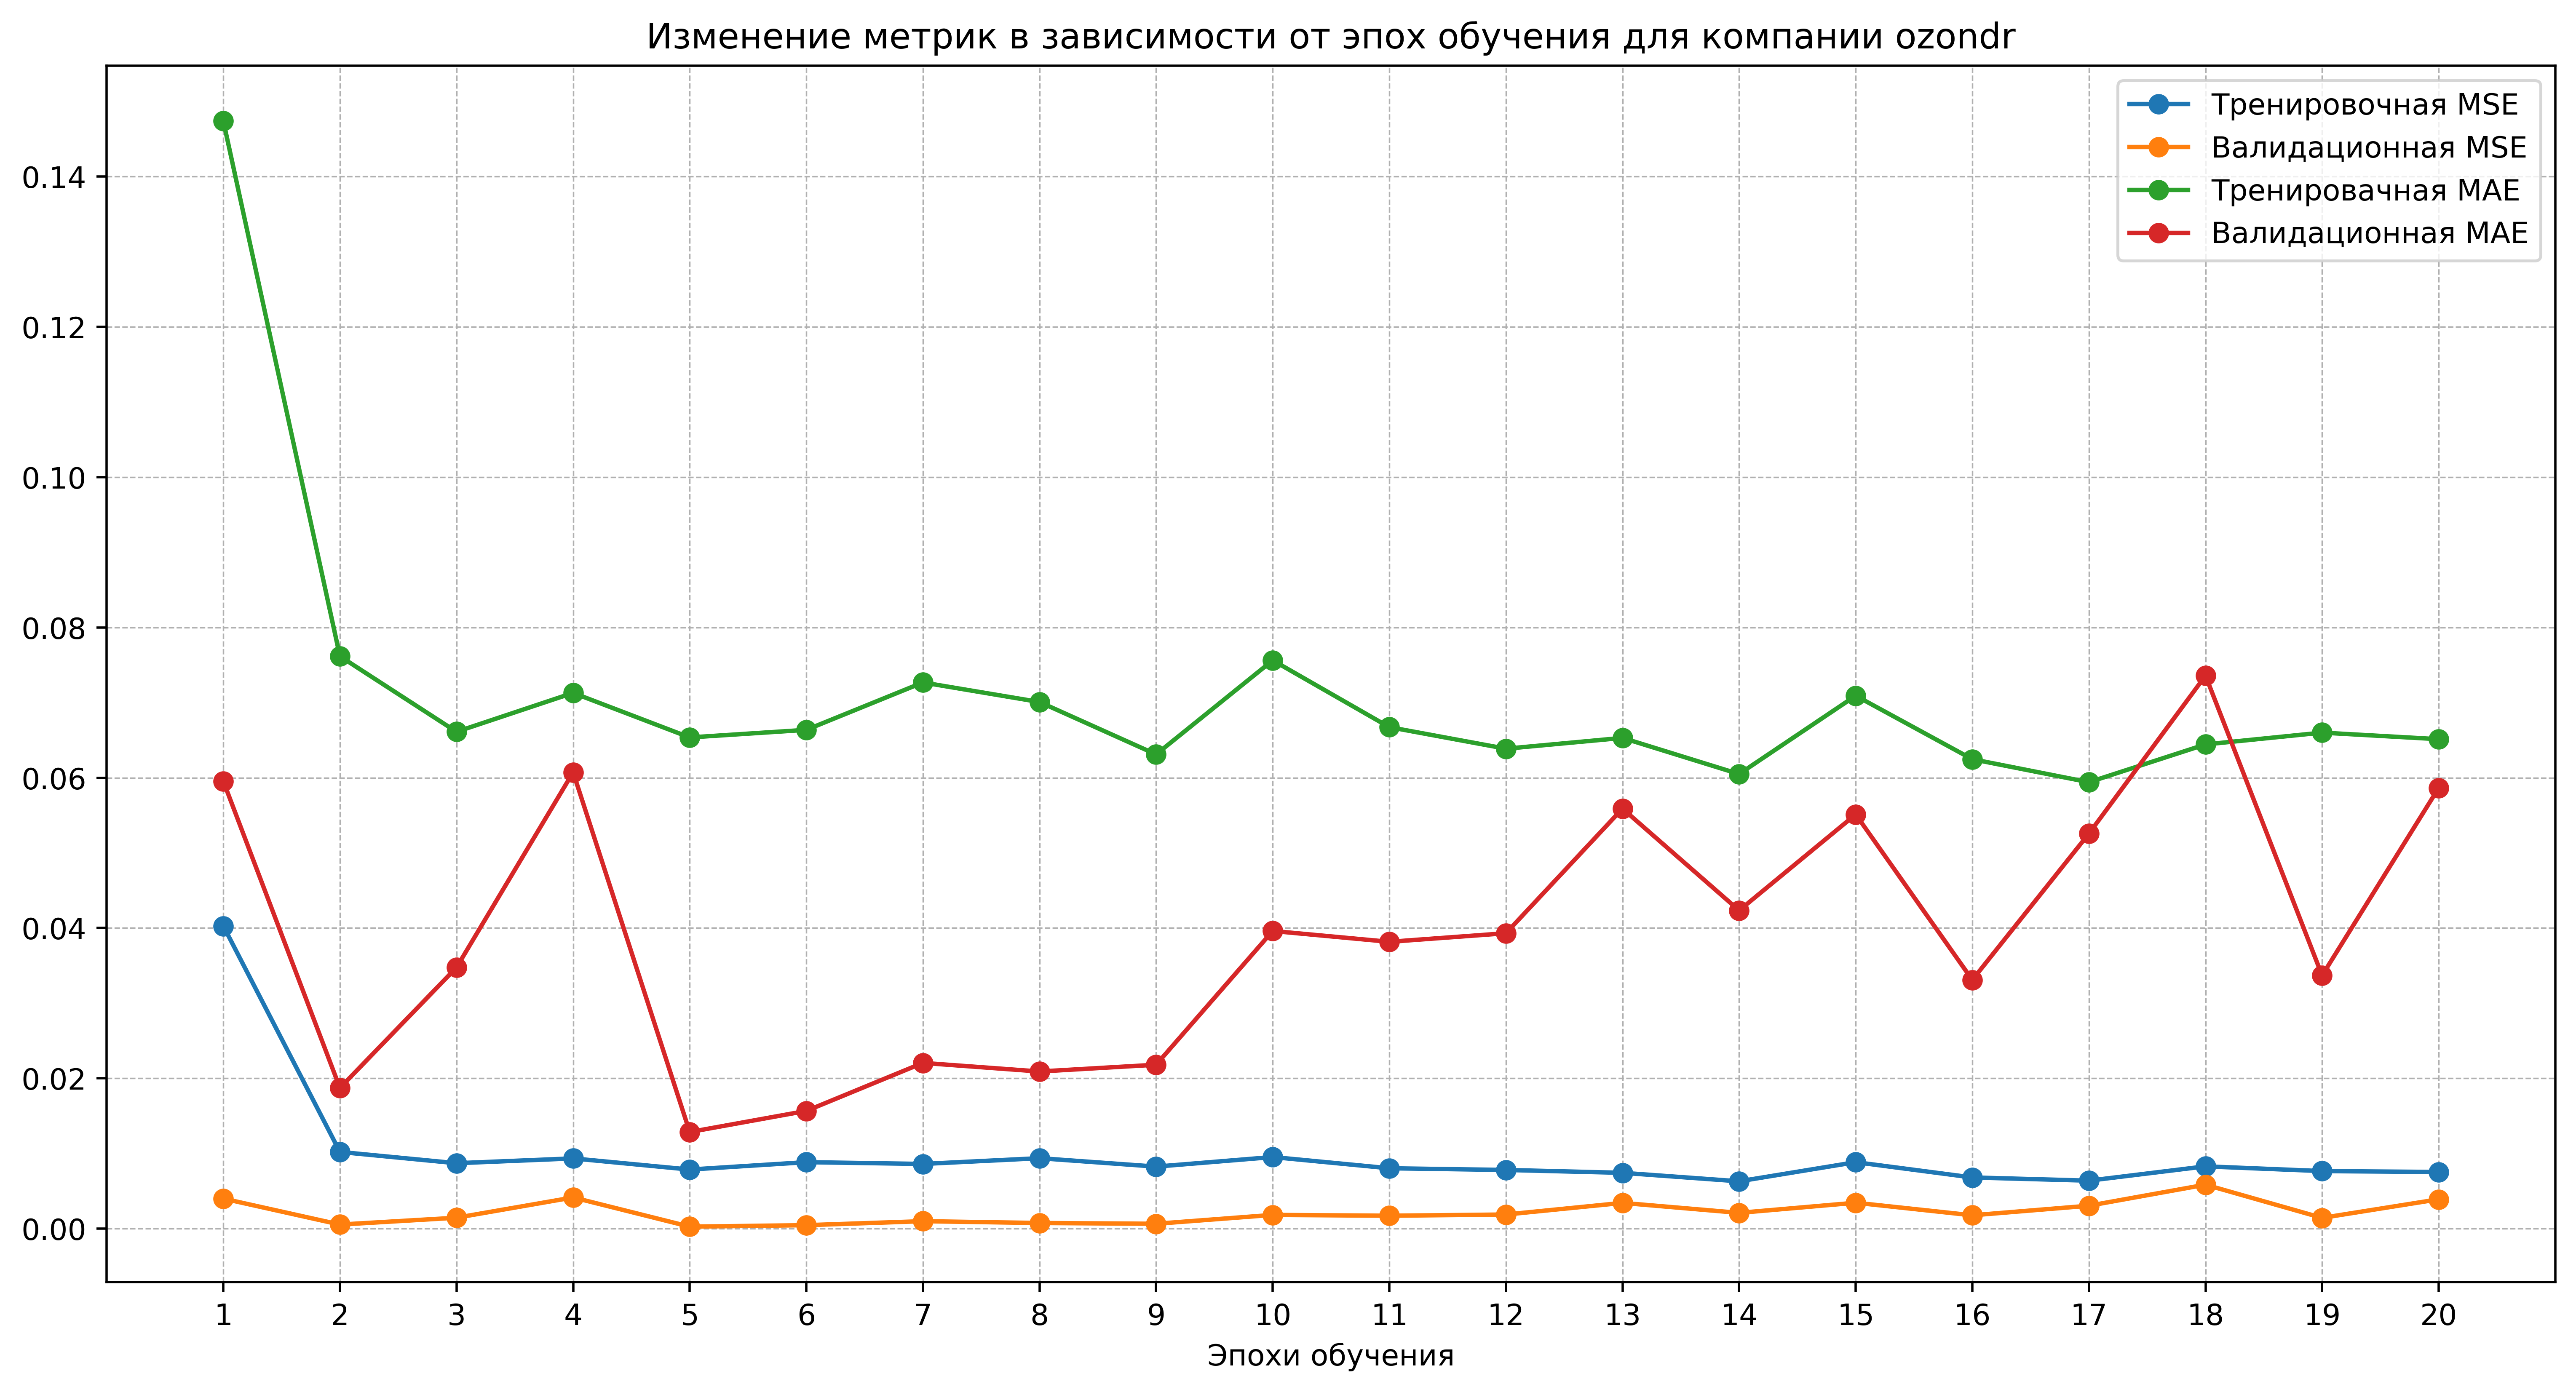 Изменение метрик в зависимости от эпох обучения для компании ozondr
Тренировочная MSE
Валидационная MSE
Тренировачная MAE
Валидационная MAE
0.14
0.12
0.10
0.08
0.06
0.04
0.02
0.00
1 2 3 4 5 6 7 8 9 10 11 12 13 14 15 16 17 18 19 20
Эпохи обучения